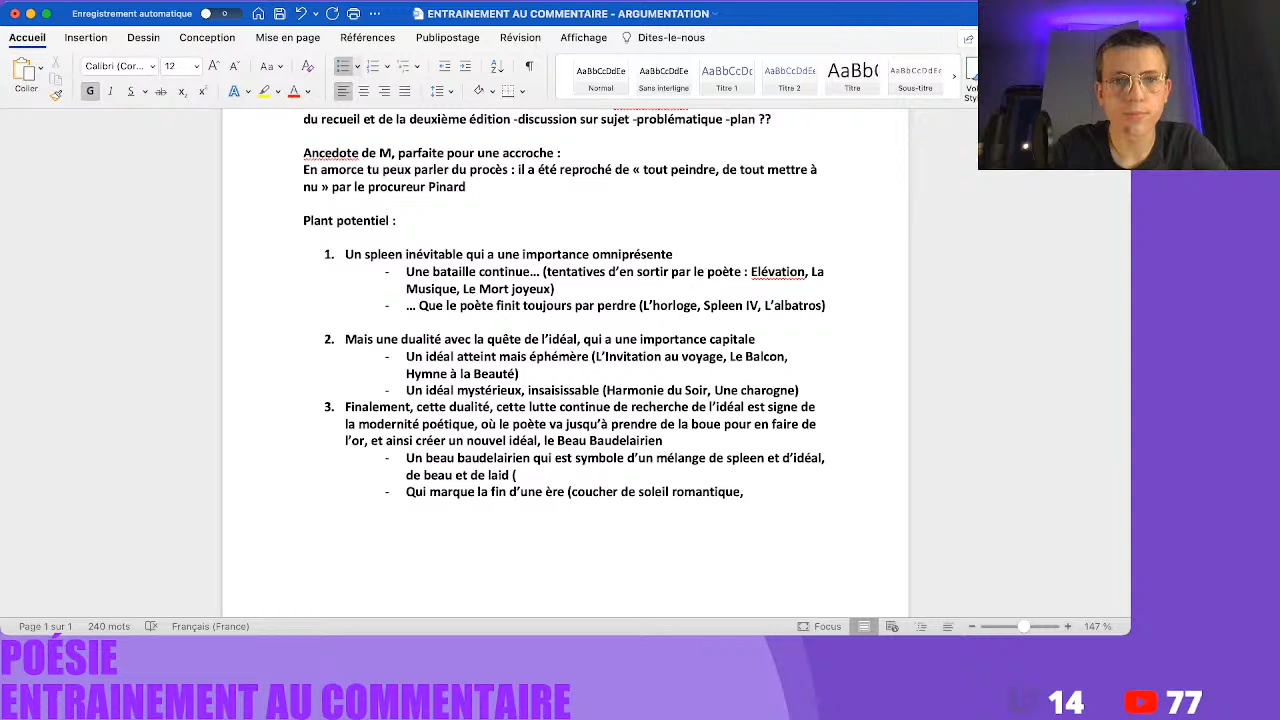 Enregistrement automatique
ENTRAINEMENT AU COMMENTAIRE - ARGUMENTATION
Accueil Insertion Dessin Conception Mise en page Références Publipostage Révision Affichage Dites-le-nous
Calibri (Cor... 12
Coller
G I S ab x₂ x²
AaBbCcDdEe AaBbCcDdEe AaBbCcDc AaBbCcDdEe AaBb( AaBbCcDdEe
Normal Sans interligne Titre 1 Titre 2 Titre Sous-titre
du recueil et de la deuxième édition -discussion sur sujet -problématique -plan ??
Ancedote de M, parfaite pour une accroche :
En amorce tu peux parler du procès : il a été reproché de « tout peindre, de tout mettre à
nu » par le procureur Pinard
Plant potentiel :
1. Un spleen inévitable qui a une importance omniprésente
- Une bataille continue… (tentatives d’en sortir par le poète : Elévation, La
Musique, Le Mort joyeux)
- … Que le poète finit toujours par perdre (L’horloge, Spleen IV, L’albatros)
2. Mais une dualité avec la quête de l’idéal, qui a une importance capitale
- Un idéal atteint mais éphémère (L’Invitation au voyage, Le Balcon,
Hymne à la Beauté)
- Un idéal mystérieux, insaisissable (Harmonie du Soir, Une charogne)
3. Finalement, cette dualité, cette lutte continue de recherche de l’idéal est signe de
la modernité poétique, où le poète va jusqu’à prendre de la boue pour en faire de
l’or, et ainsi créer un nouvel idéal, le Beau Baudelairien
- Un beau baudelairien qui est symbole d’un mélange de spleen et d’idéal,
de beau et de laid (
- Qui marque la fin d’une ère (coucher de soleil romantique,
Page 1 sur 1 240 mots Français (France) Focus 147 %
POÉSIE
ENTRAINEMENT AU COMMENTAIRE
14 77